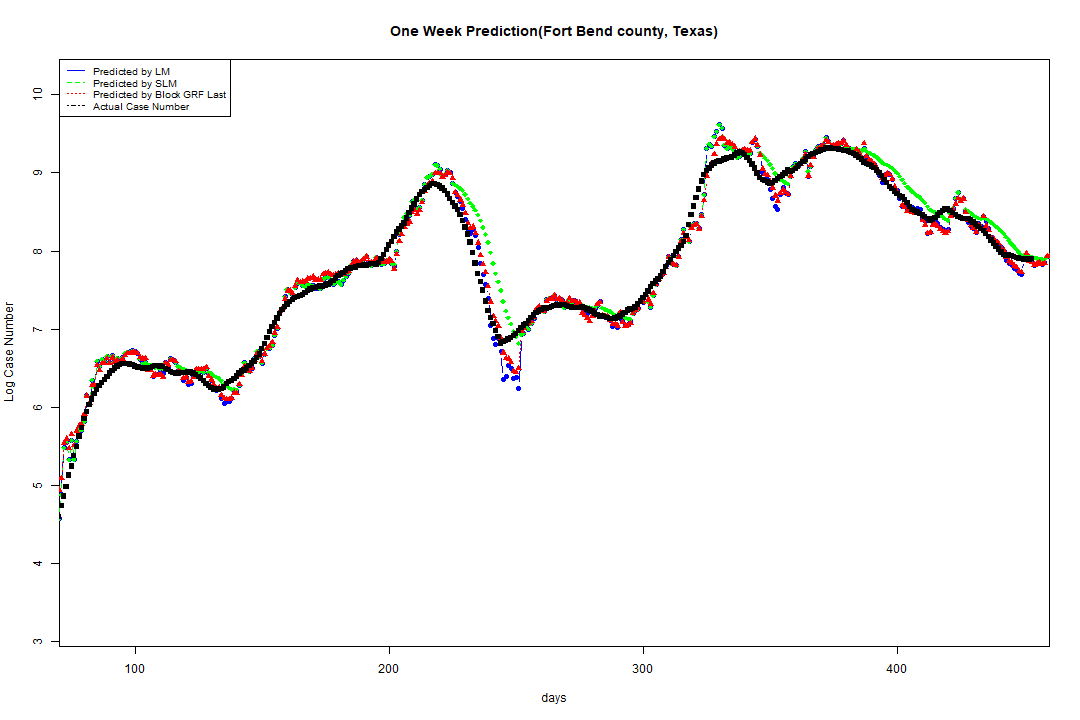 One Week Prediction(Fort Bend county, Texas)
Predicted by LM
Predicted by SLM
Predicted by Block GRF Last
Actual Case Number
10
9
8
7
6
5
4
3
Log Case Number
100 200 300 400
days